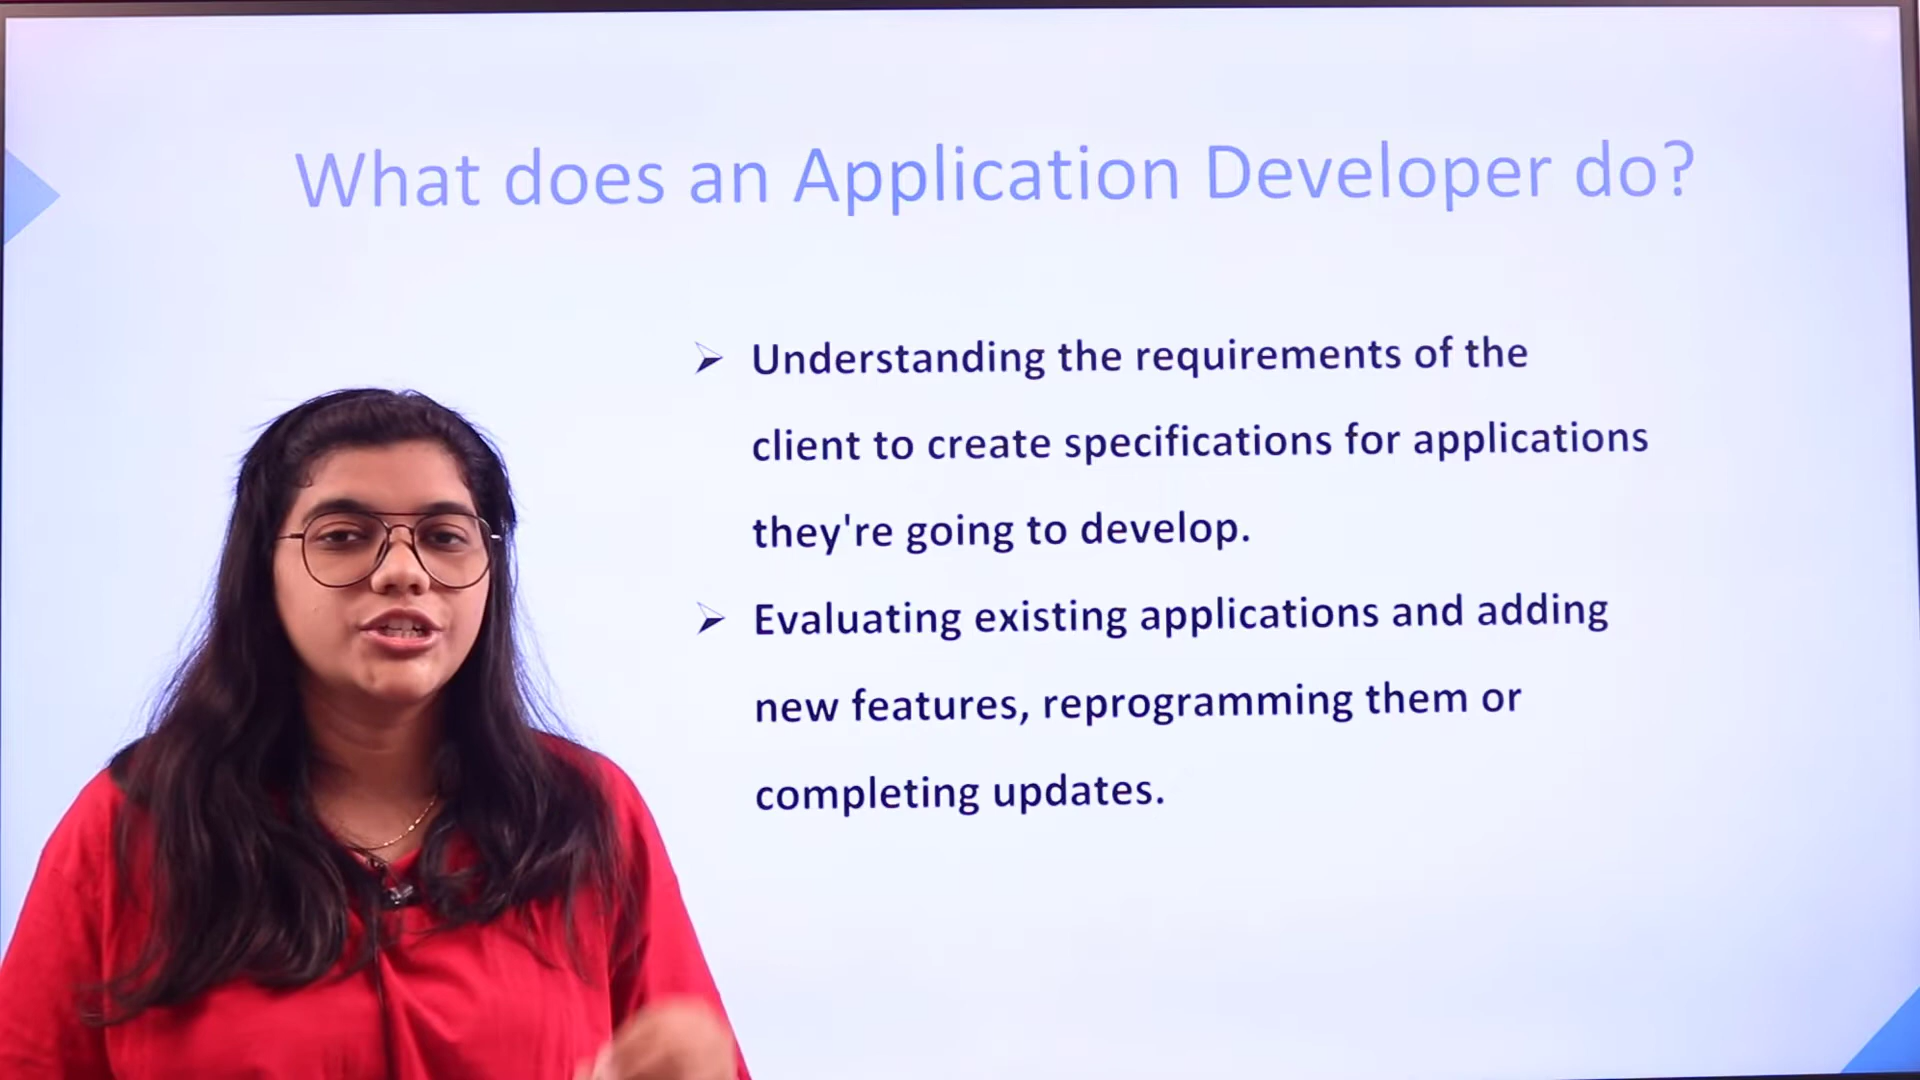 What does an Application Developer do?
Understanding the requirements of the
client to create specifications for applications
they're going to develop.
Evaluating existing applications and adding
new features, reprogramming them or
completing updates.